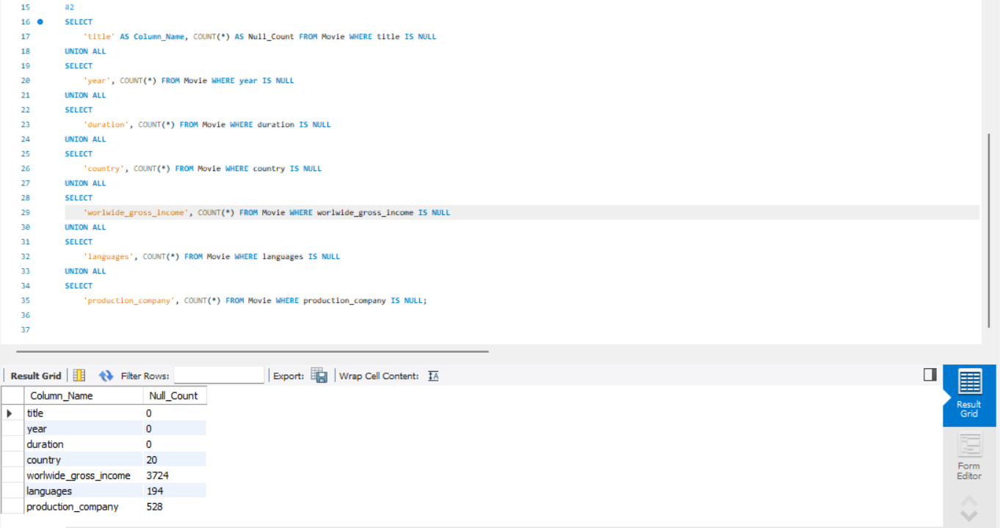 15 #2
16 SELECT
17 'title' AS Column_Name, COUNT(*) AS Null_Count FROM Movie WHERE title IS NULL
18 UNION ALL
19 SELECT
20 'year', COUNT(*) FROM Movie WHERE year IS NULL
21 UNION ALL
22 SELECT
23 'duration', COUNT(*) FROM Movie WHERE duration IS NULL
24 UNION ALL
25 SELECT
26 'country', COUNT(*) FROM Movie WHERE country IS NULL
27 UNION ALL
28 SELECT
29 'worlwide_gross_income', COUNT(*) FROM Movie WHERE worlwide_gross_income IS NULL
30 UNION ALL
31 SELECT
32 'languages', COUNT(*) FROM Movie WHERE languages IS NULL
33 UNION ALL
34 SELECT
35 'production_company', COUNT(*) FROM Movie WHERE production_company IS NULL;
36
37
Result Grid Filter Rows: Export: Wrap Cell Content: IA
Column_Name Null_Count
title 0
year 0
duration 0
country 20
worlwide_gross_income 3724
languages 194
production_company 528
Result
Grid
Form
Editor